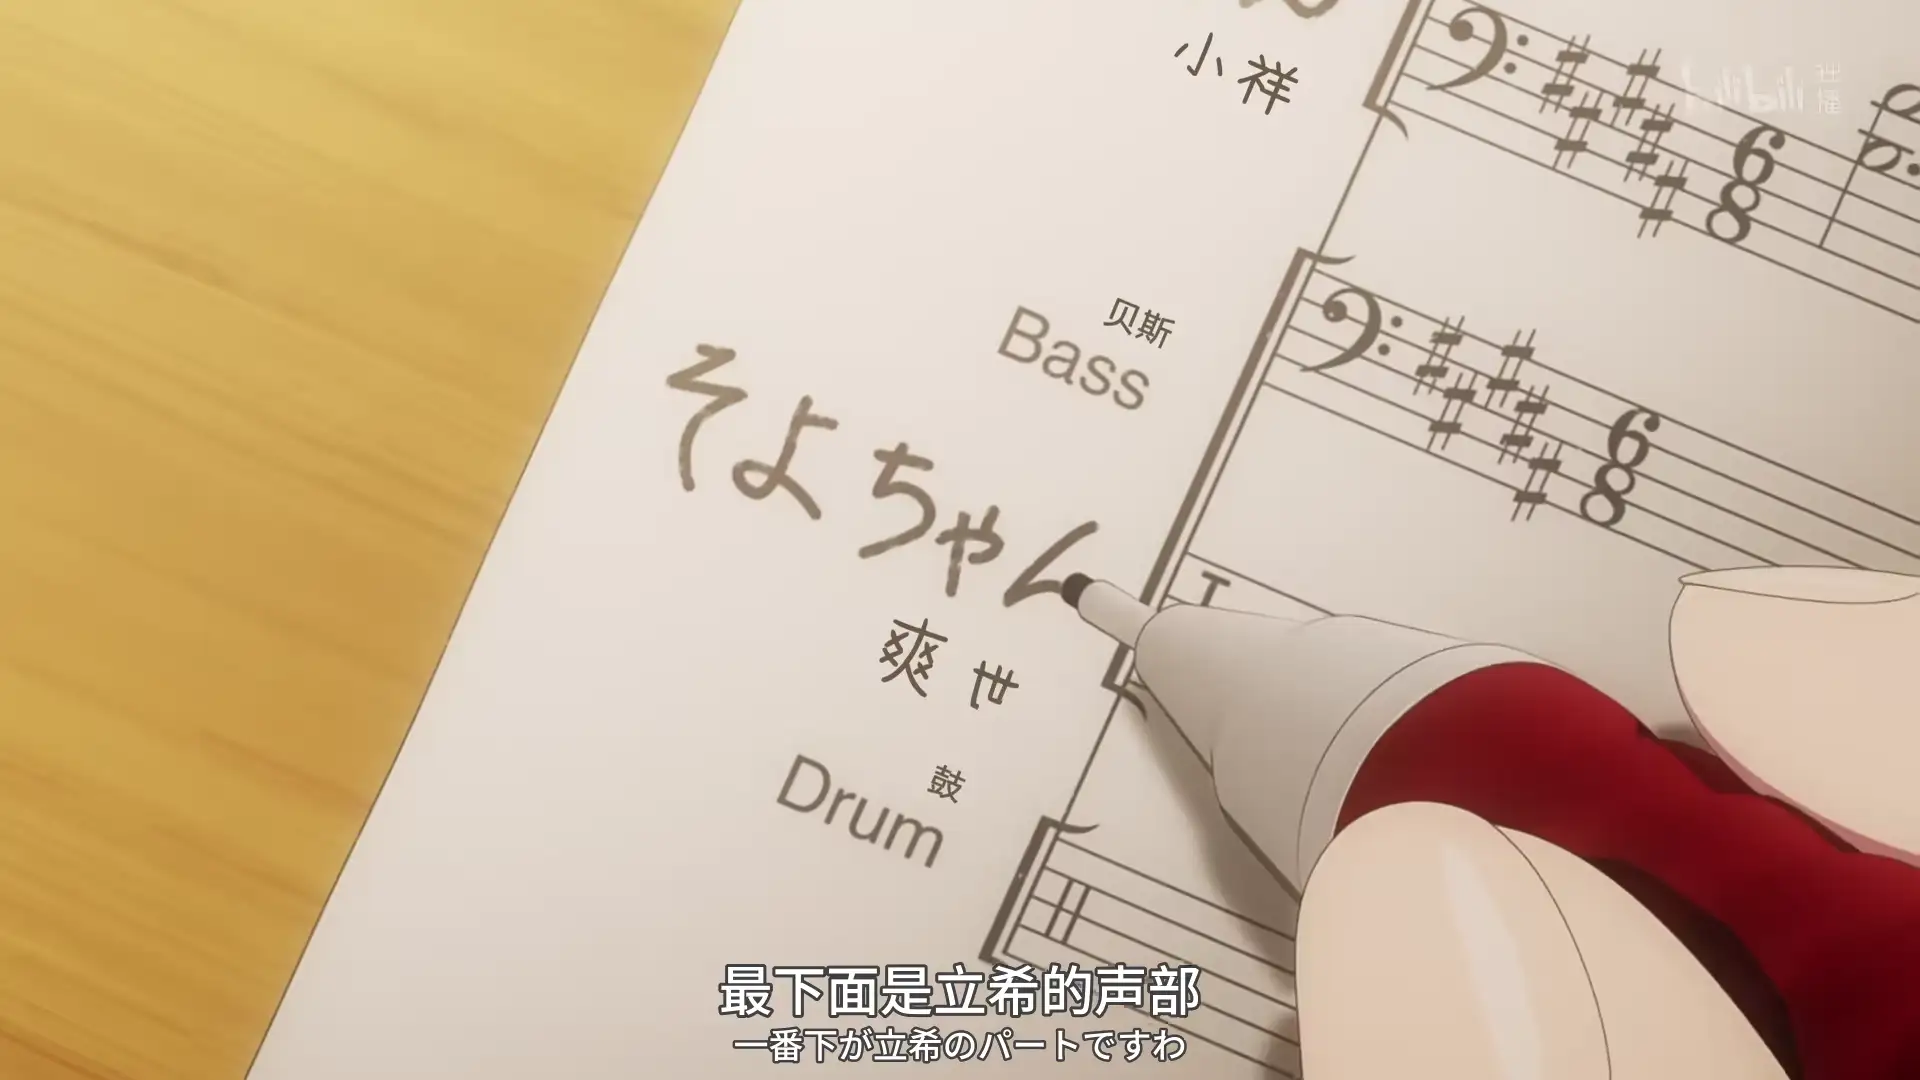 小祥
bilibili
贝斯
Bass
そよちゃん
爽世
鼓
Drum
最下面是立希的声部
一番下が立希のパートですわ